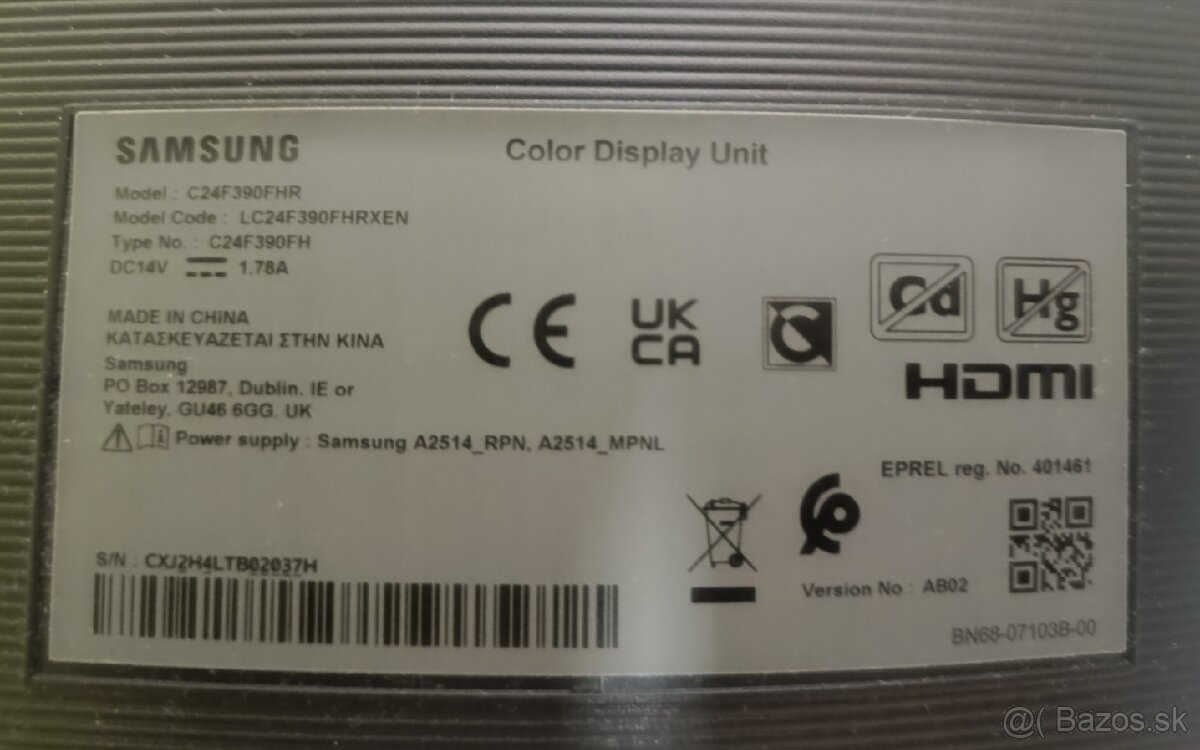 SAMSUNG
Color Display Unit
Model : C24F390FHR
Model Code : LC24F390FHRXEN
Type No. : C24F390FH
DC14V 1.78A
MADE IN CHINA
ΚΑΤΑΣΚΕΥΑΖΕΤΑΙ ΣΤΗΝ ΚΙΝΑ
Samsung
PO Box 12987, Dublin. IE or
Yateley, GU46 6GG. UK
Power supply : Samsung A2514_RPN, A2514_MPNL
CE
UK
CA
Cd
Hg
HDMI
EPREL reg. No. 401461
S/N : CXJ2H4LTB02037H
Version No : AB02
BN68-07103B-00
@( Bazos.sk